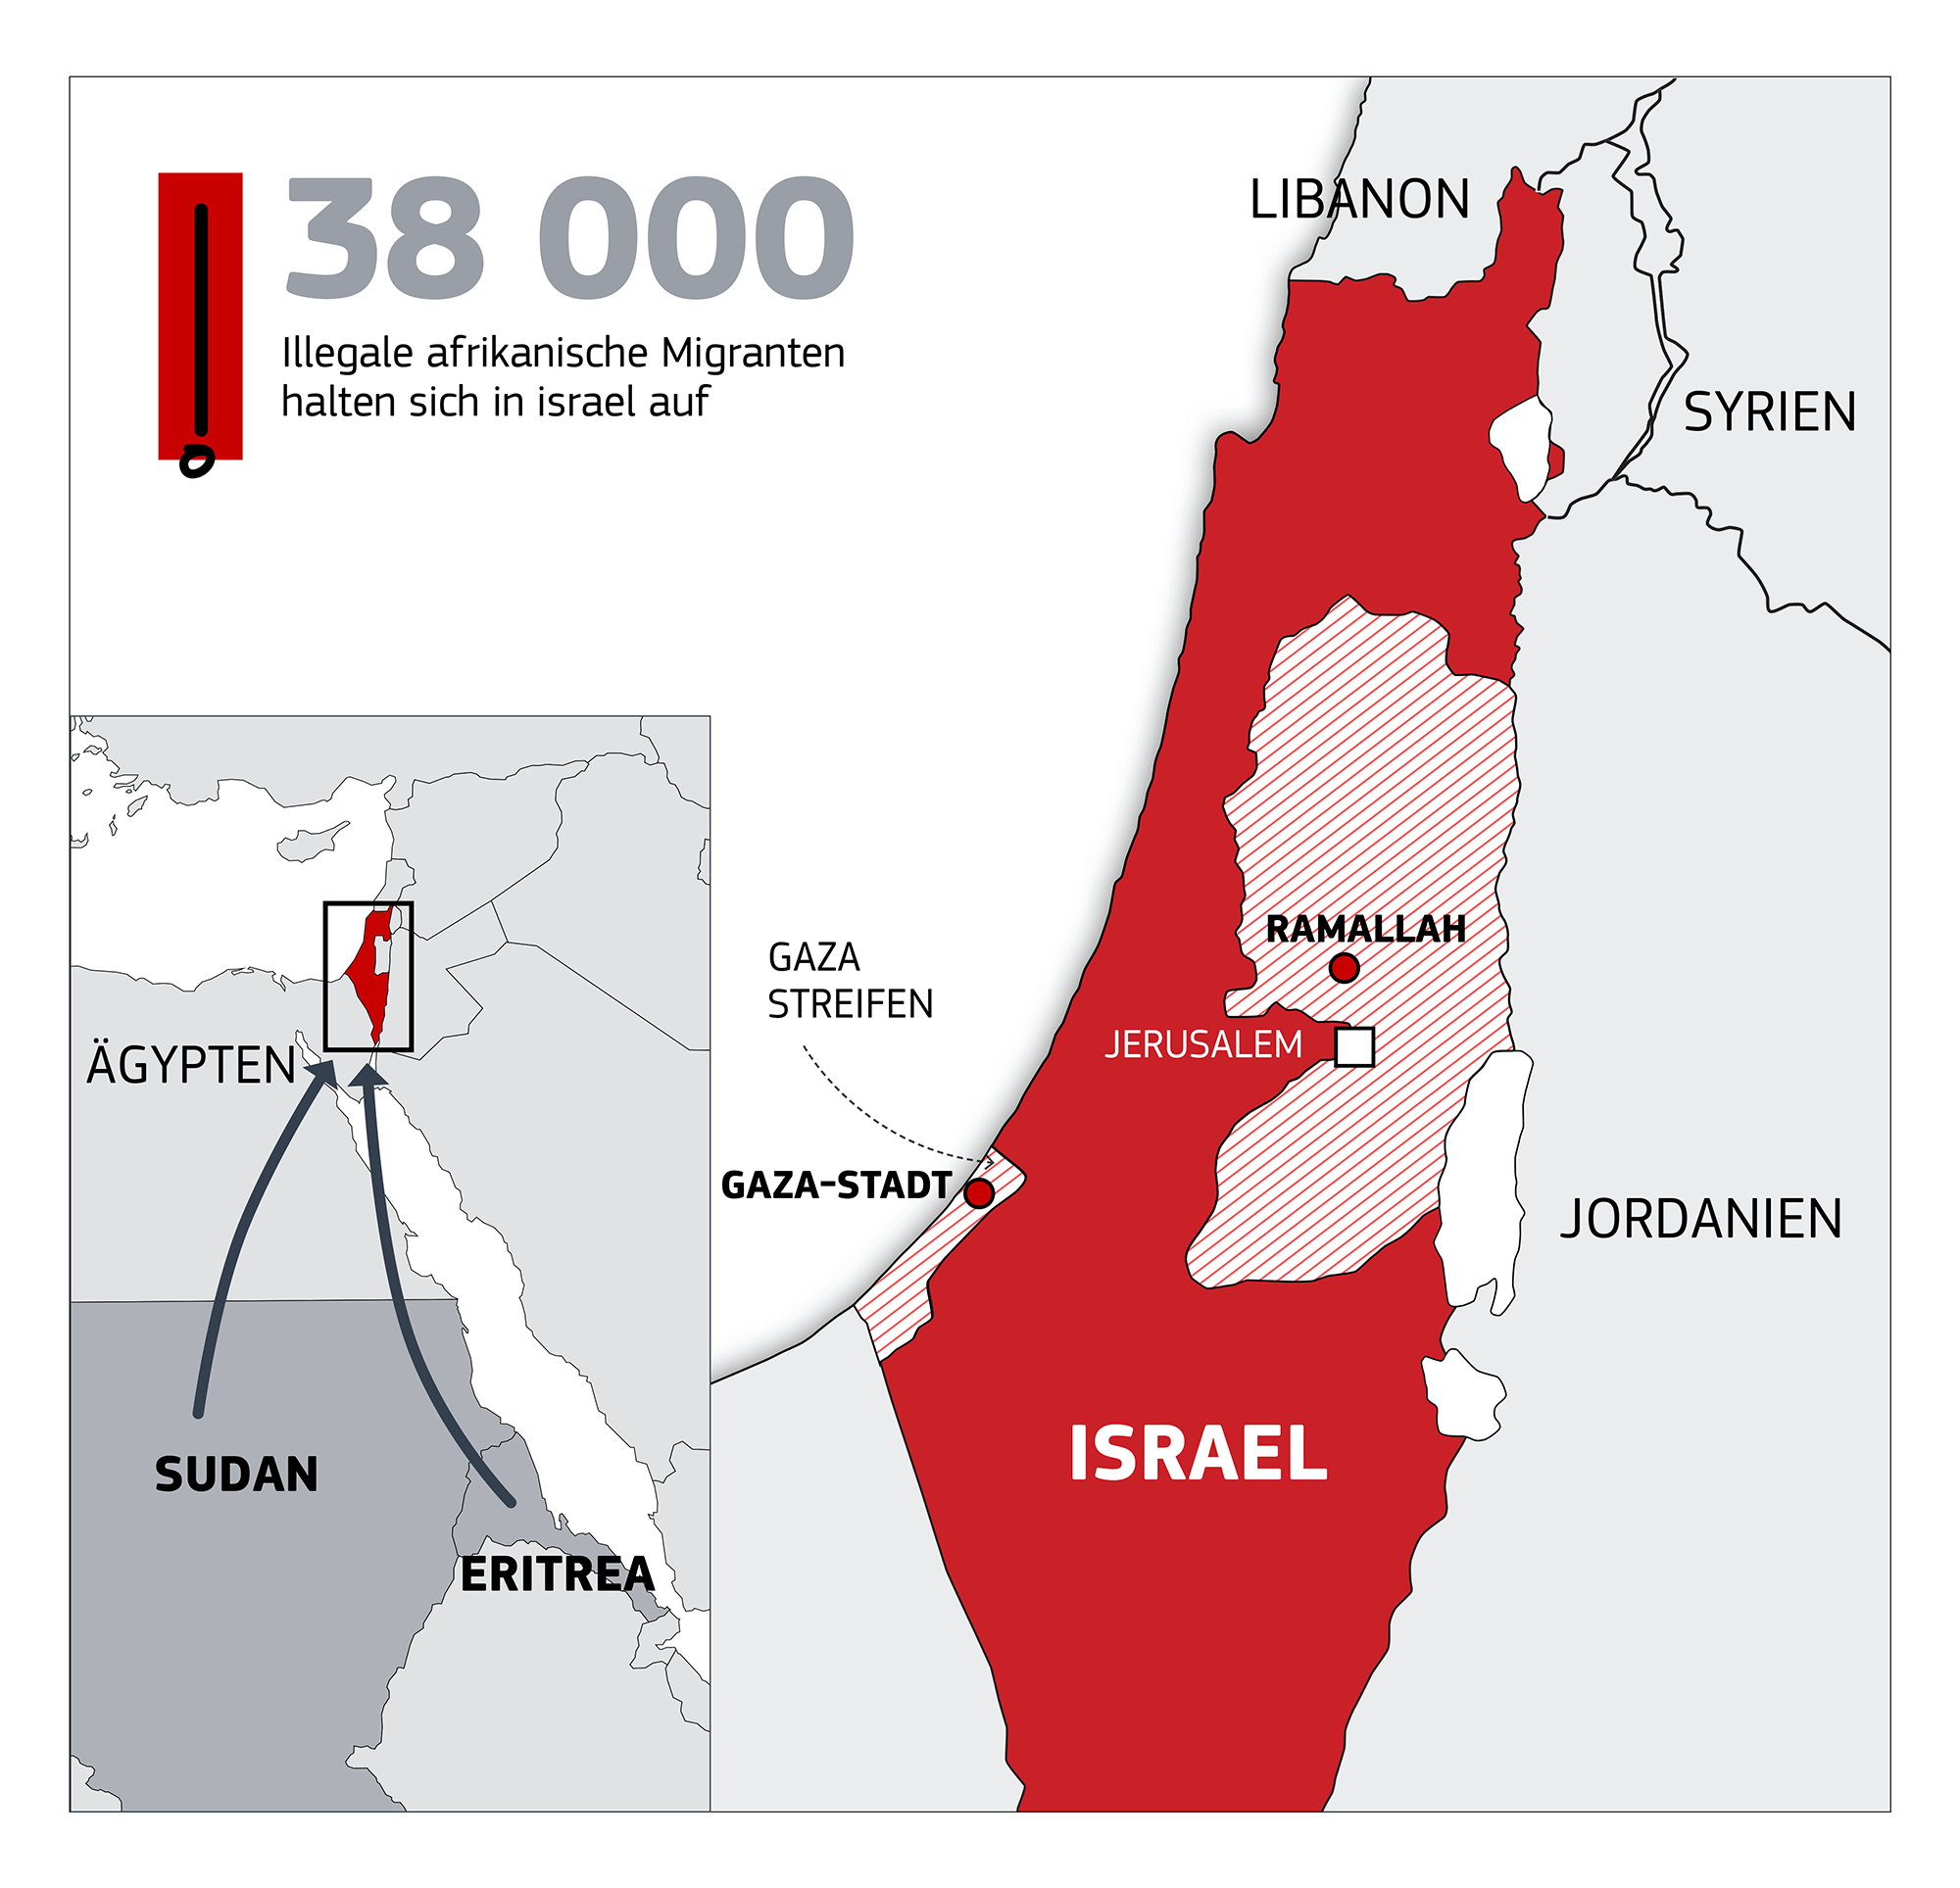 38 000
Illegale afrikanische Migranten
halten sich in israel auf
LIBANON
SYRIEN
RAMALLAH
GAZA
STREIFEN
JERUSALEM
ÄGYPTEN
GAZA-STADT
JORDANIEN
ISRAEL
SUDAN
ERITREA